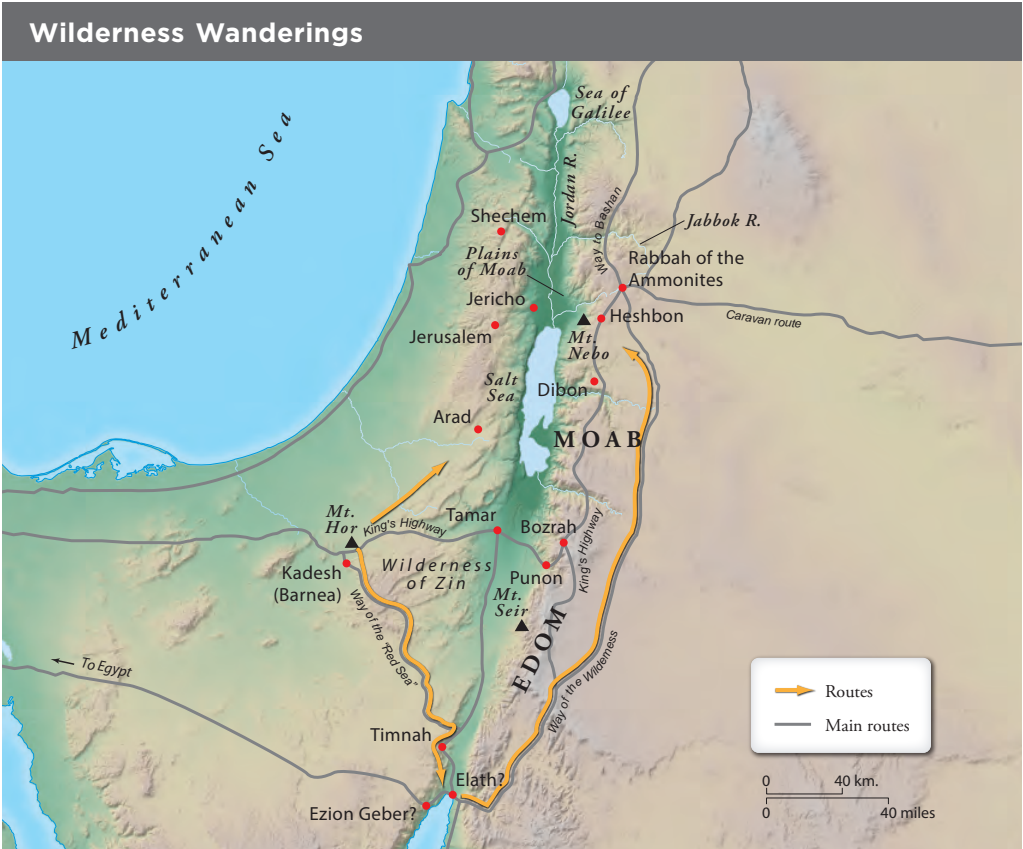 Wilderness Wanderings
Mediterranean Sea
Sea of
Galilee
Jordan R.
Way to Bashan
Jabbok R.
Shechem
Plains
of Moab
Rabbah of the
Ammonites
Jericho
Heshbon
Caravan route
Jerusalem
Mt.
Nebo
Salt
Sea
Dibon
Arad
MOAB
Mt.
Hor
King's Highway
Tamar
Bozrah
King's Highway
Kadesh
(Barnea)
Wilderness
of Zin
Punon
Mt.
Seir
Way of the "Red Sea"
EDOM
Way of the Wilderness
To Egypt
Routes
Main routes
Timnah
Elath?
Ezion Geber?
0 40 km.
0 40 miles